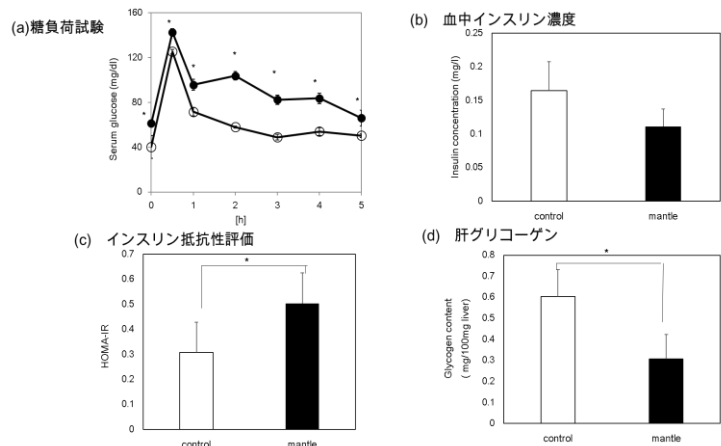 (a)糖負荷試験
160
120
80
40
0
Serum glucose (mg/dl)
*
*
*
*
*
*
*
0 1 2 3 4 5
[h]
(b) 血中インスリン濃度
0.25
0.2
0.15
0.1
0.05
0
Insulin concentration (mg/l)
control mantle
(c) インスリン抵抗性評価
0.7
0.6
0.5
0.4
0.3
0.2
0.1
0
HOMA-IR
*
control mantle
(d) 肝グリコーゲン
0.8
0.7
0.6
0.5
0.4
0.3
0.2
0.1
0
Glycogen content
( mg/100mg liver)
*
control mantle